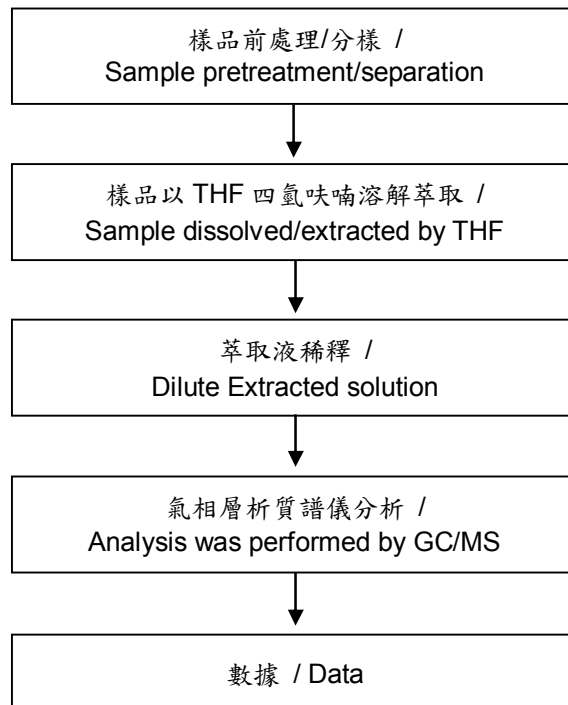 樣品前處理/分樣 /
Sample pretreatment/separation
樣品以 THF 四氫呋喃溶解萃取 /
Sample dissolved/extracted by THF
萃取液稀釋 /
Dilute Extracted solution
氣相層析質譜儀分析 /
Analysis was performed by GC/MS
數據 / Data